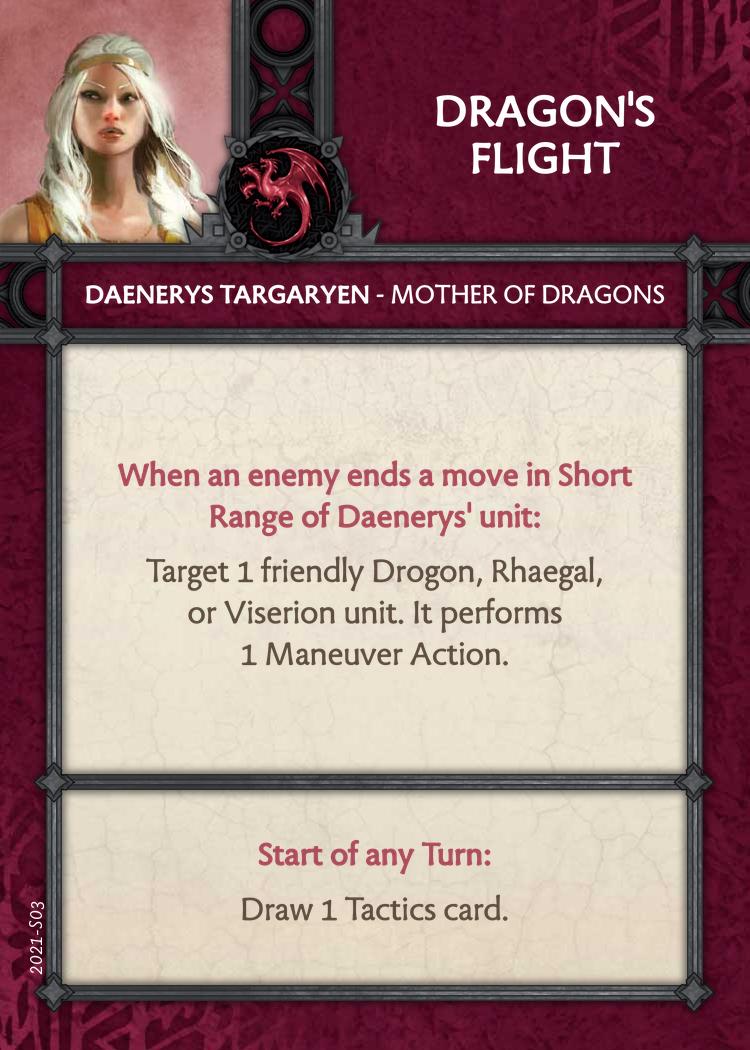 DRAGON'S
FLIGHT
DAENERYS TARGARYEN - MOTHER OF DRAGONS
When an enemy ends a move in Short
Range of Daenerys' unit:
Target 1 friendly Drogon, Rhaegal,
or Viserion unit. It performs
1 Maneuver Action.
Start of any Turn:
Draw 1 Tactics card.
2021-S03